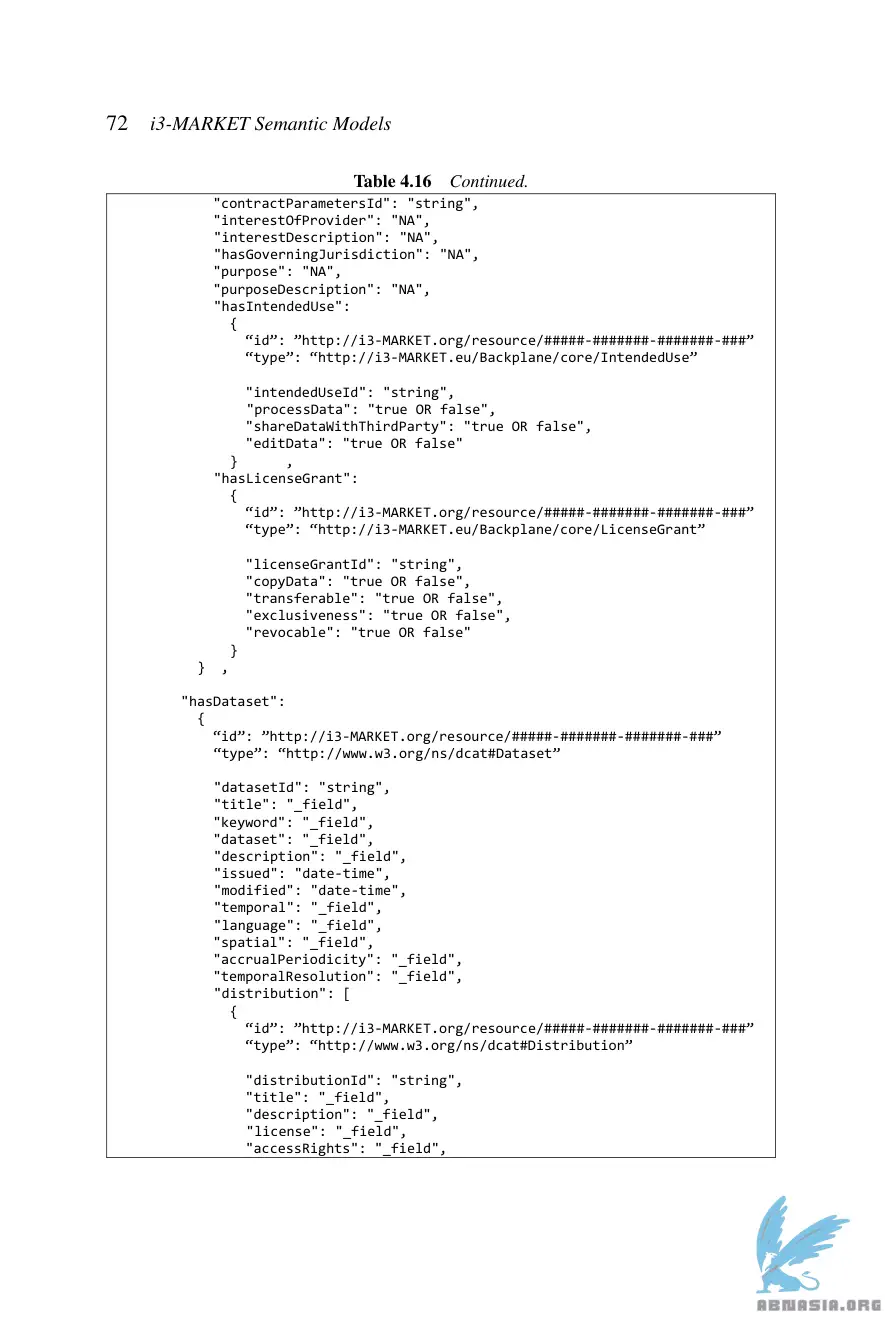 72 i3-MARKET Semantic Models
Table 4.16 Continued.
"contractParametersId": "string",
"interestOfProvider": "NA",
"interestDescription": "NA",
"hasGoverningJurisdiction": "NA",
"purpose": "NA",
"purposeDescription": "NA",
"hasIntendedUse":
{
“id”: ”http://i3-MARKET.org/resource/#####-#######-#######-###”
“type”: “http://i3-MARKET.eu/Backplane/core/IntendedUse”
"intendedUseId": "string",
"processData": "true OR false",
"shareDataWithThirdParty": "true OR false",
"editData": "true OR false"
} ,
"hasLicenseGrant":
{
“id”: ”http://i3-MARKET.org/resource/#####-#######-#######-###”
“type”: “http://i3-MARKET.eu/Backplane/core/LicenseGrant”
"licenseGrantId": "string",
"copyData": "true OR false",
"transferable": "true OR false",
"exclusiveness": "true OR false",
"revocable": "true OR false"
}
} ,
"hasDataset":
{
“id”: ”http://i3-MARKET.org/resource/#####-#######-#######-###”
“type”: “http://www.w3.org/ns/dcat#Dataset”
"datasetId": "string",
"title": "_field",
"keyword": "_field",
"dataset": "_field",
"description": "_field",
"issued": "date-time",
"modified": "date-time",
"temporal": "_field",
"language": "_field",
"spatial": "_field",
"accrualPeriodicity": "_field",
"temporalResolution": "_field",
"distribution": [
{
“id”: ”http://i3-MARKET.org/resource/#####-#######-#######-###”
“type”: “http://www.w3.org/ns/dcat#Distribution”
"distributionId": "string",
"title": "_field",
"description": "_field",
"license": "_field",
"accessRights": "_field",
ABNASIA.ORG